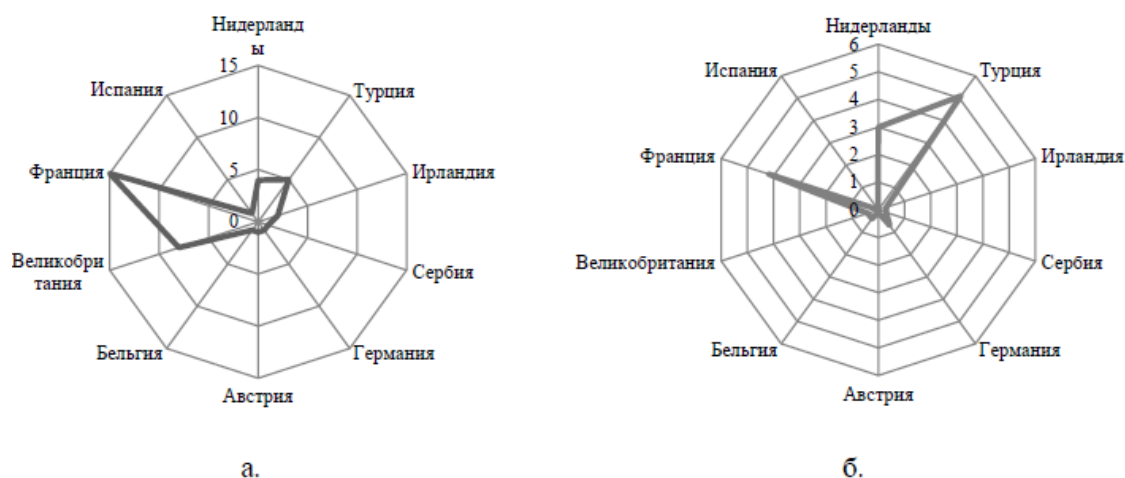 Нидерланд
ы
15
Испания
Турция
10
Франция
5
Ирландия
0
Великобри
тания
Сербия
Бельгия
Германия
Австрия
а.
Нидерланды
6
Испания
5
Турция
4
Франция
3
Ирландия
2
1
0
Великобритания
Сербия
Бельгия
Германия
Австрия
б.